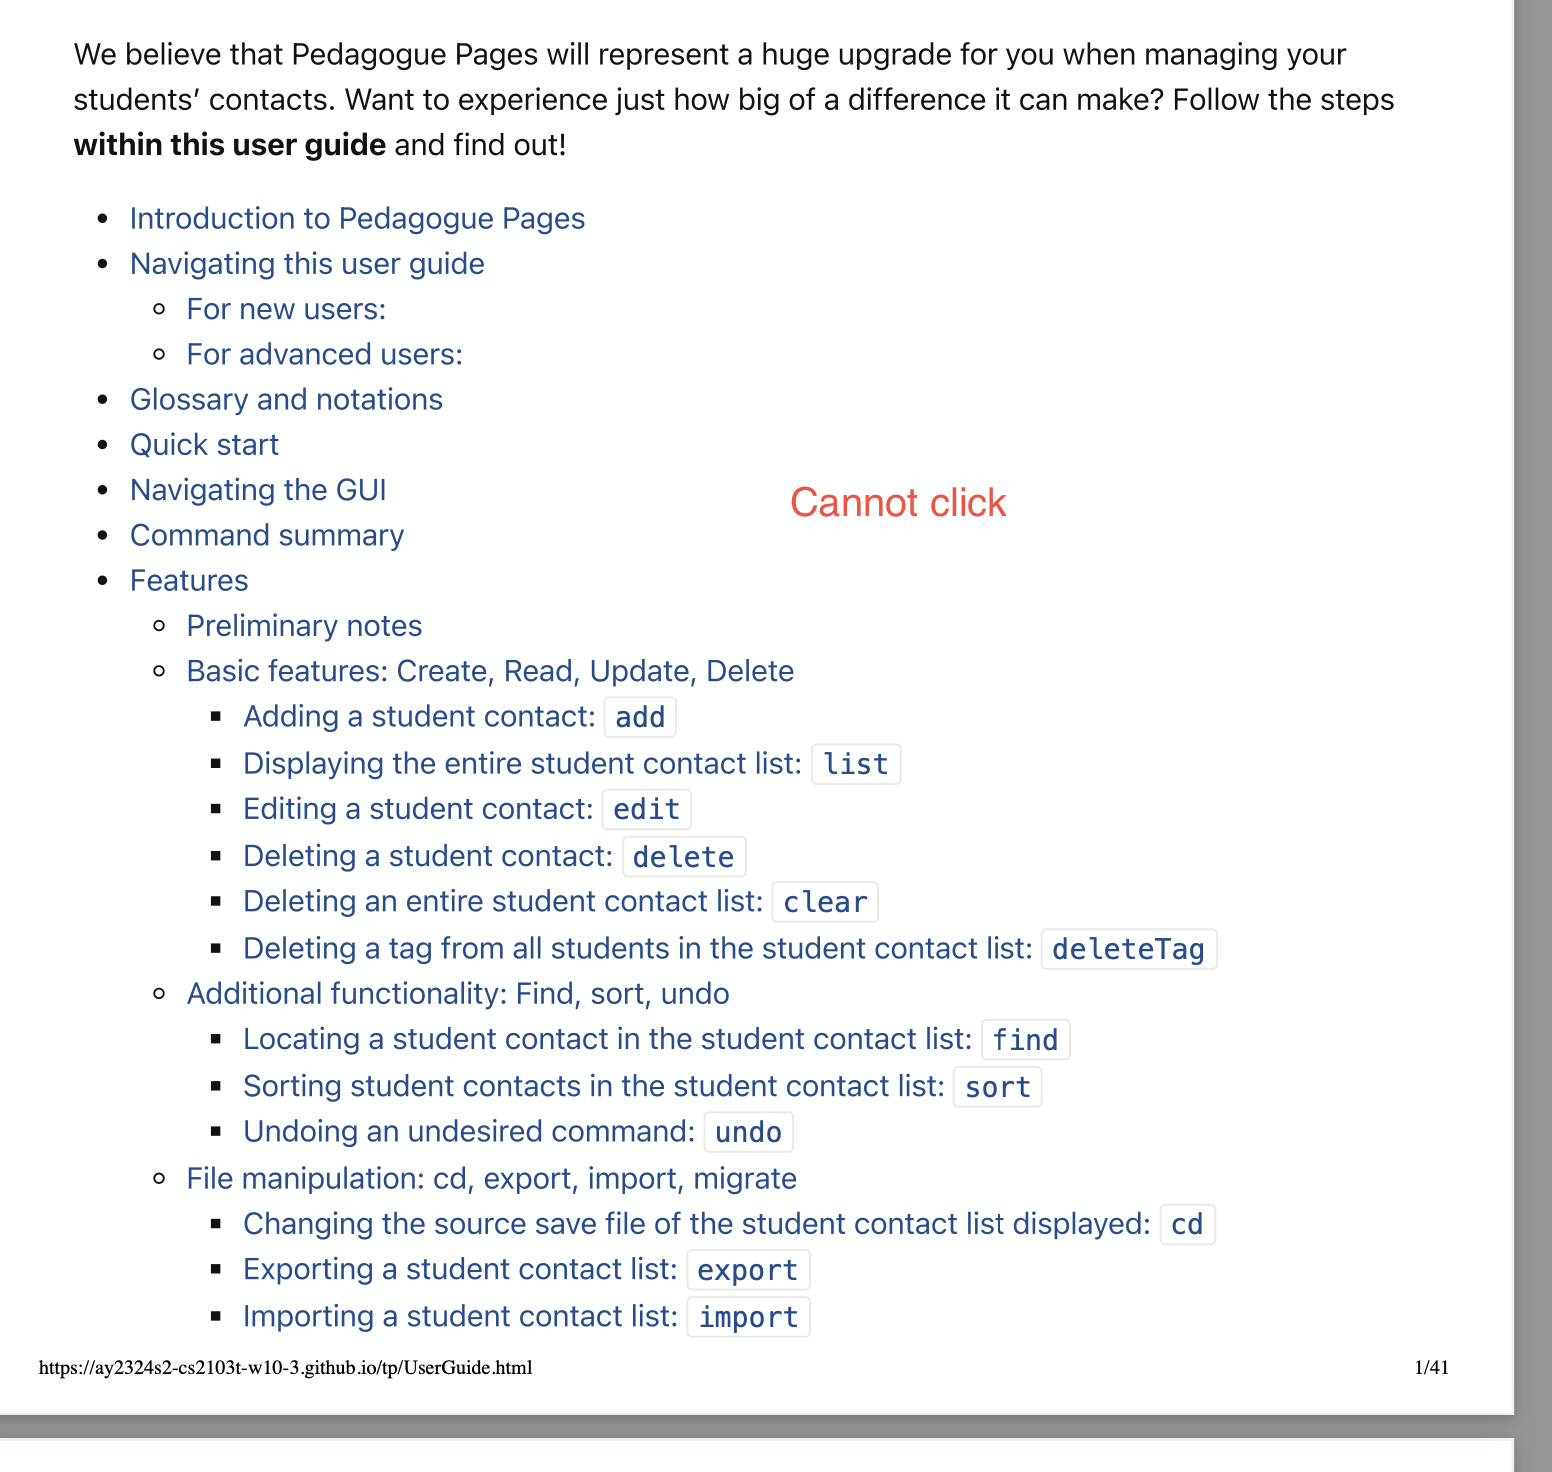 We believe that Pedagogue Pages will represent a huge upgrade for you when managing your
students’ contacts. Want to experience just how big of a difference it can make? Follow the steps
within this user guide and find out!
Introduction to Pedagogue Pages
Navigating this user guide
For new users:
For advanced users:
Glossary and notations
Quick start
Navigating the GUI
Cannot click
Command summary
Features
Preliminary notes
Basic features: Create, Read, Update, Delete
Adding a student contact: add
Displaying the entire student contact list: list
Editing a student contact: edit
Deleting a student contact: delete
Deleting an entire student contact list: clear
Deleting a tag from all students in the student contact list: deleteTag
Additional functionality: Find, sort, undo
Locating a student contact in the student contact list: find
Sorting student contacts in the student contact list: sort
Undoing an undesired command: undo
File manipulation: cd, export, import, migrate
Changing the source save file of the student contact list displayed: cd
Exporting a student contact list: export
Importing a student contact list: import
https://ay2324s2-cs2103t-w10-3.github.io/tp/UserGuide.html 1/41